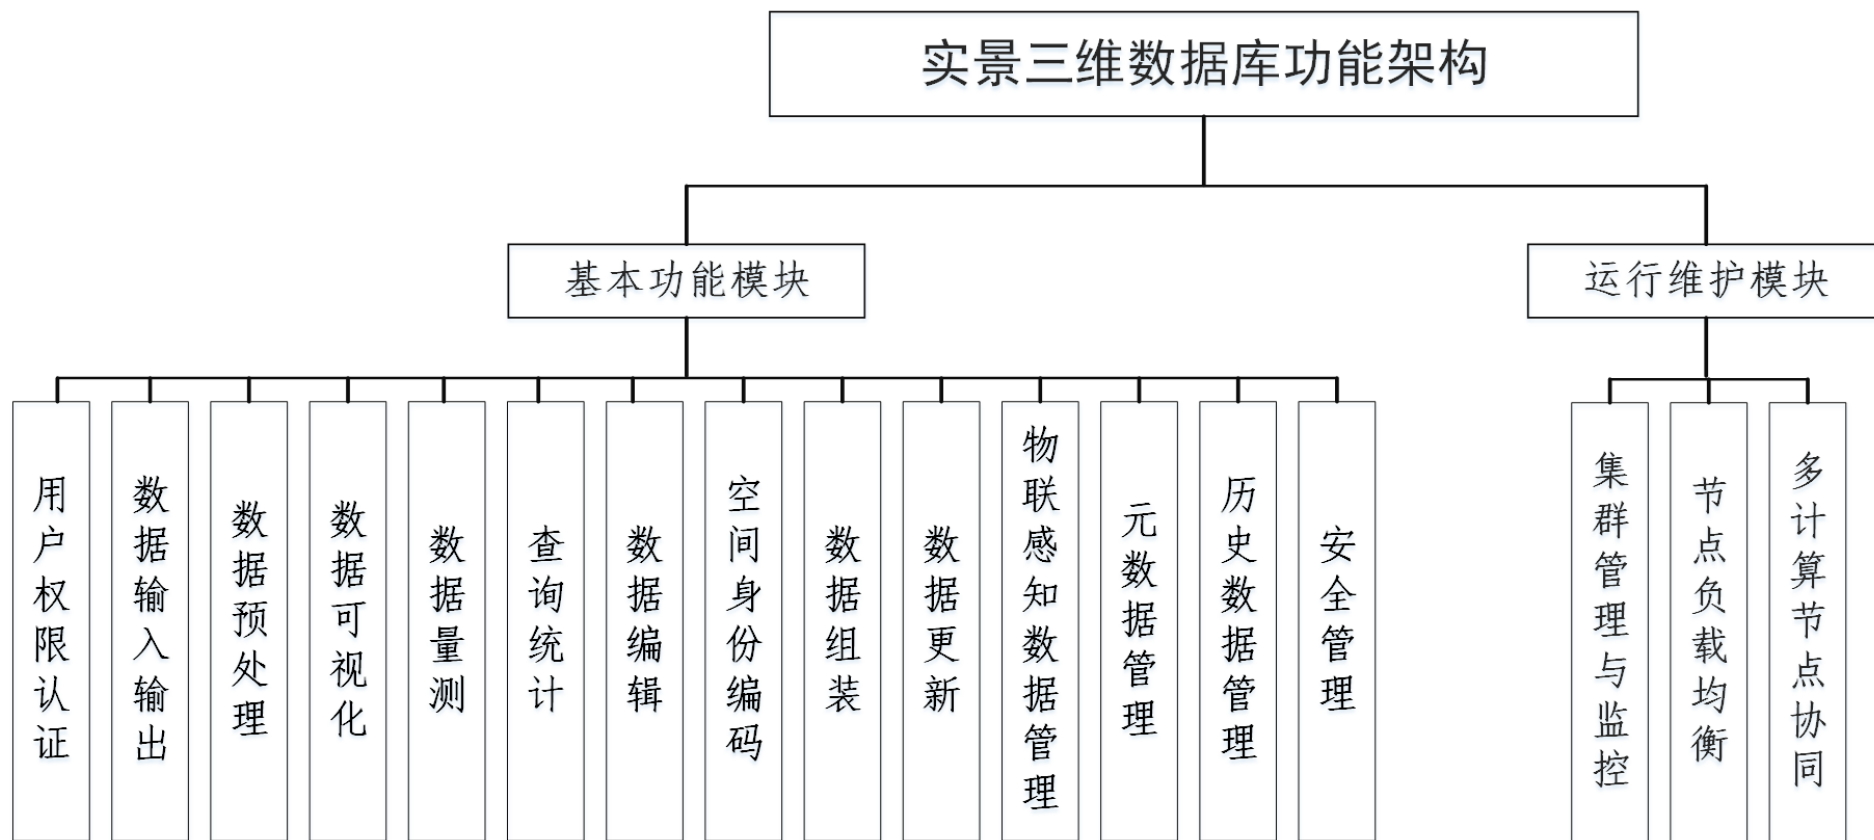 实景三维数据库功能架构
基本功能模块
运行维护模块
用户权限认证
数据输入输出
数据预处理
数据可视化
数据量测
查询统计
数据编辑
空间身份编码
数据组装
数据更新
物联感知数据管理
元数据管理
历史数据管理
安全管理
集群管理与监控
节点负载均衡
多计算节点协同